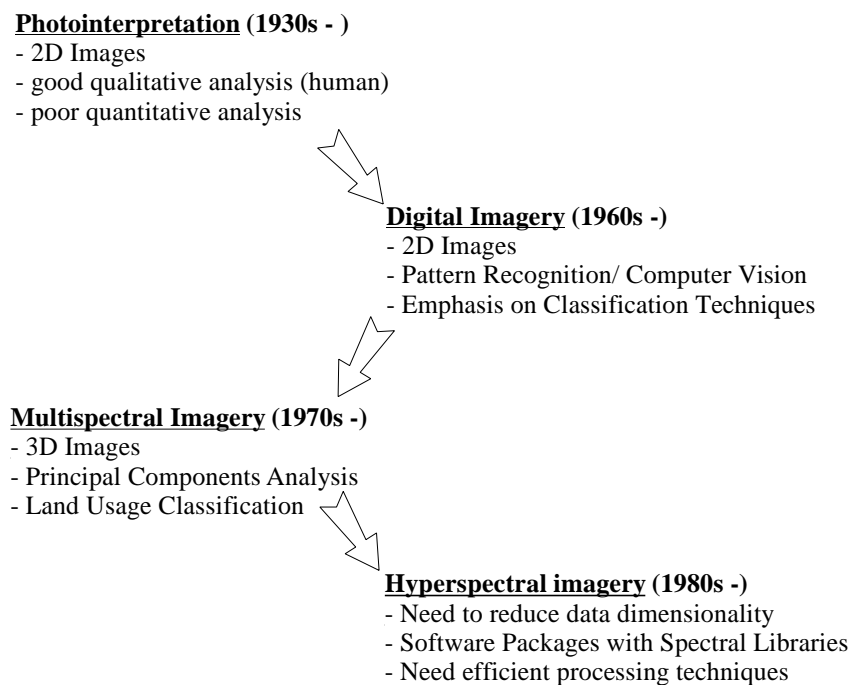 Photointerpretation (1930s - )
- 2D Images
- good qualitative analysis (human)
- poor quantitative analysis
Digital Imagery (1960s -)
- 2D Images
- Pattern Recognition/ Computer Vision
- Emphasis on Classification Techniques
Multispectral Imagery (1970s -)
- 3D Images
- Principal Components Analysis
- Land Usage Classification
Hyperspectral imagery (1980s -)
- Need to reduce data dimensionality
- Software Packages with Spectral Libraries
- Need efficient processing techniques